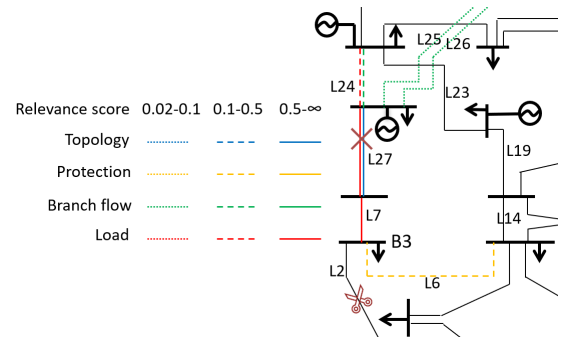 L25 L26
L24
L23
Relevance score 0.02-0.1 0.1-0.5 0.5-∞
Topology
L27
L19
Protection
Branch flow
L7
L14
Load
B3
L2
L6